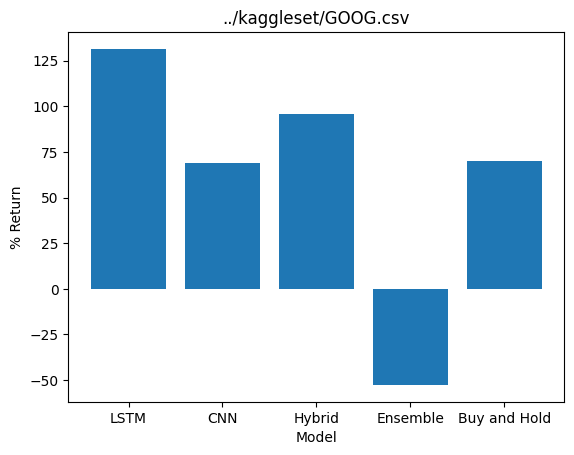 ../kaggleset/GOOG.csv
125
100
75
50
25
0
−25
−50
% Return
LSTM CNN Hybrid Ensemble Buy and Hold
Model